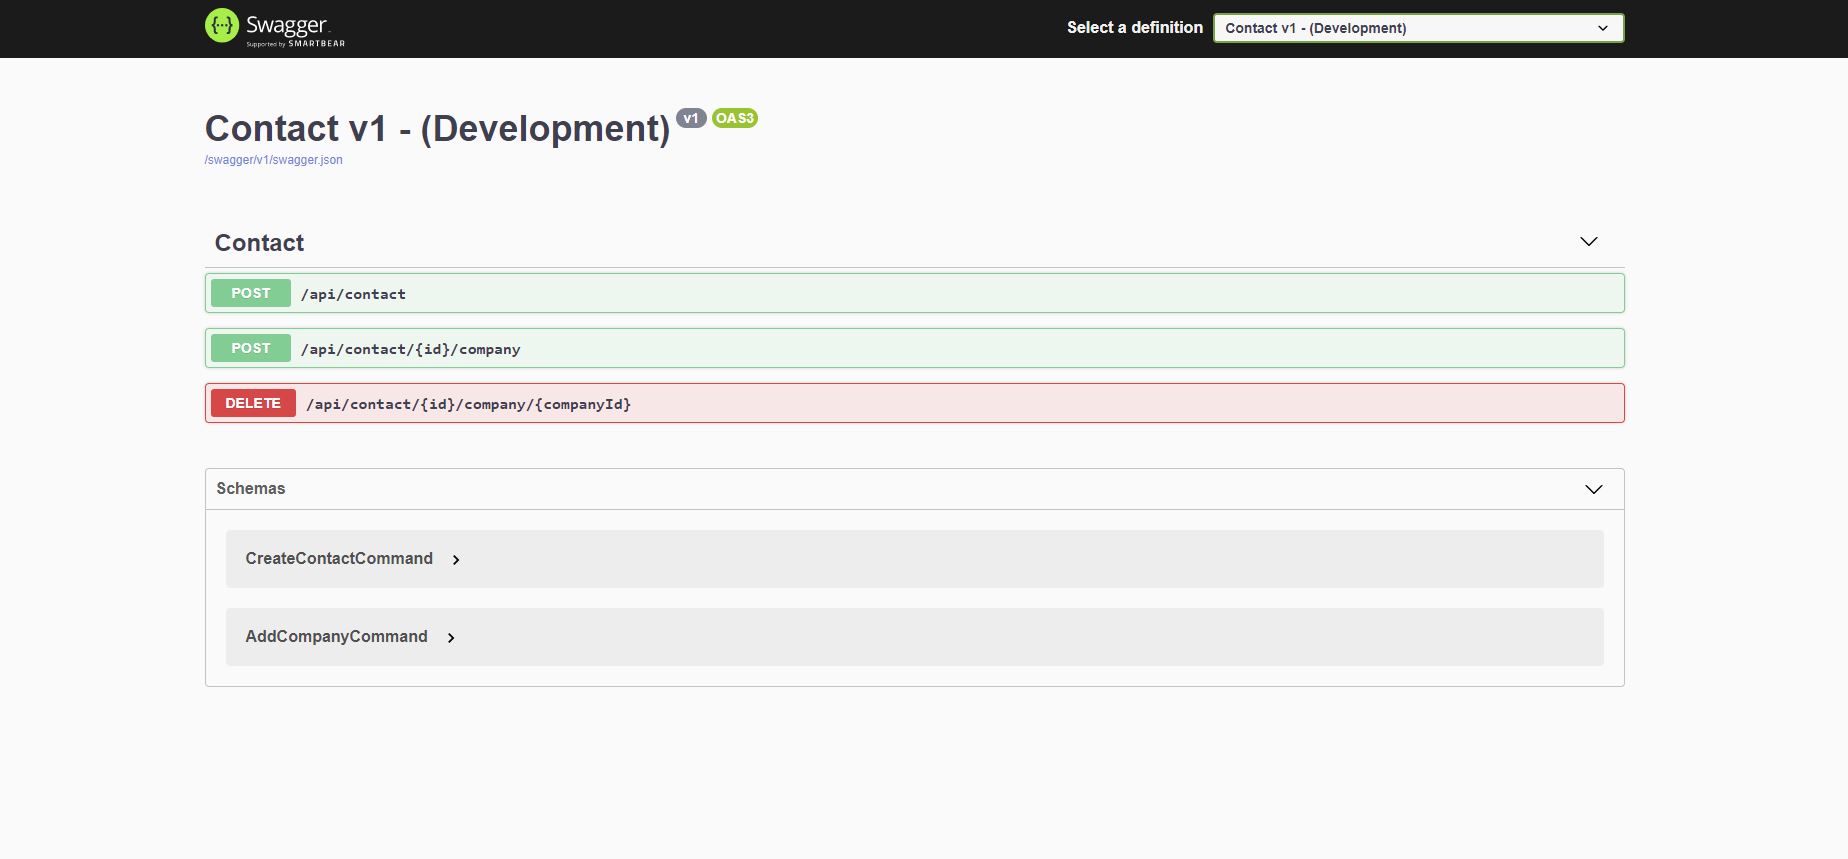 Swagger
Supported by SMARTBEAR
Select a definition
Contact v1 - (Development)
Contact v1 - (Development) v1 OAS3
/swagger/v1/swagger.json
Contact
POST /api/contact
POST /api/contact/{id}/company
DELETE /api/contact/{id}/company/{companyId}
Schemas
CreateContactCommand
AddCompanyCommand